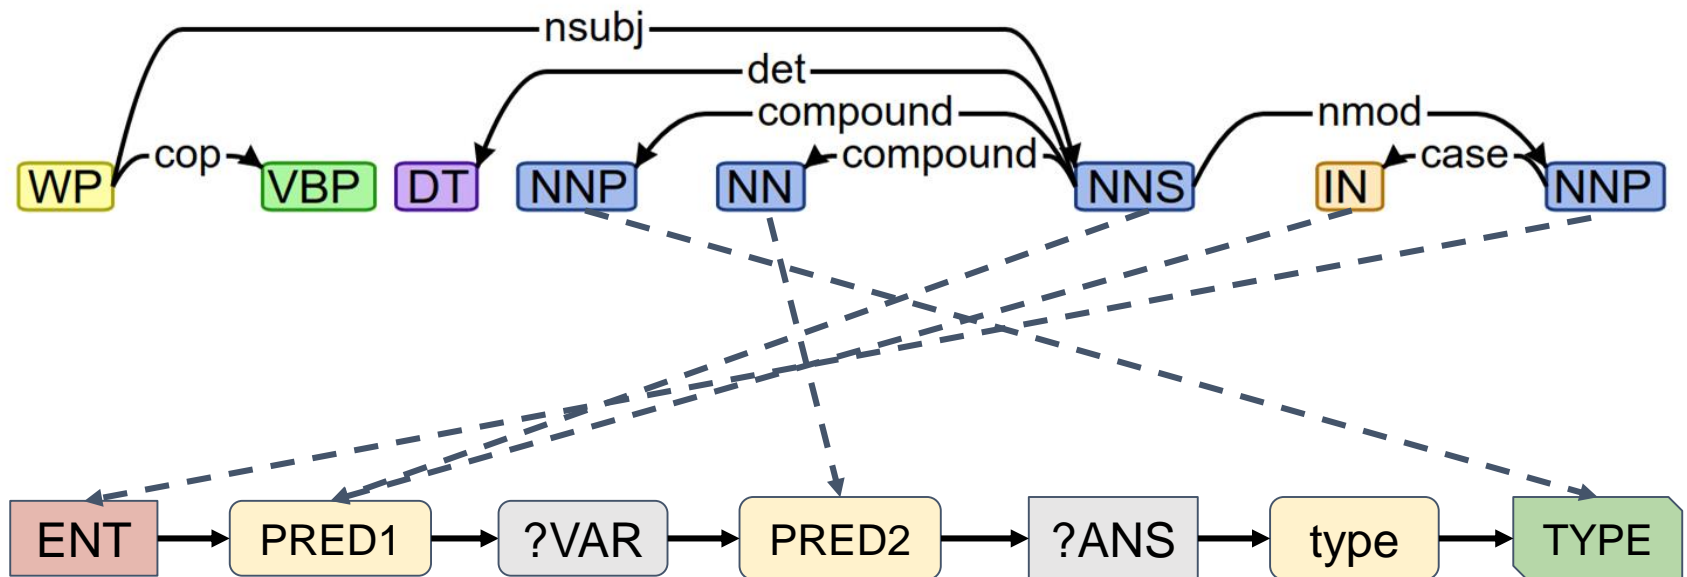 nsubj
det
compound nmod
cop compound case
WP VBP DT NNP NN NNS IN NNP
ENT PRED1 ?VAR PRED2 ?ANS type TYPE